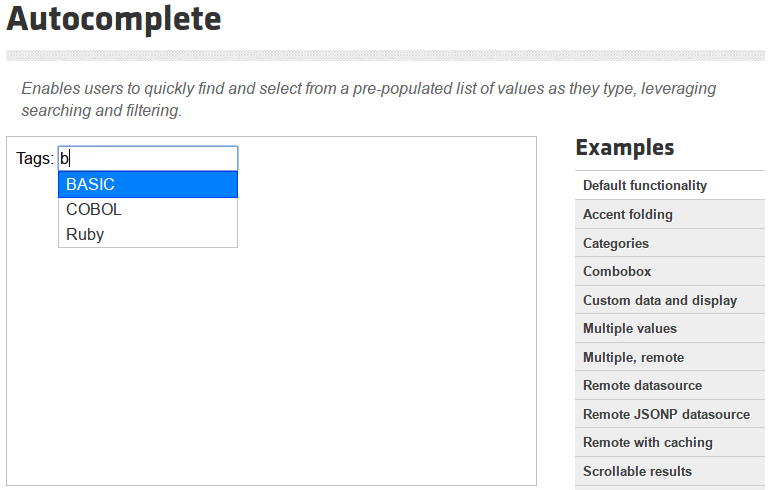 Autocomplete
Enables users to quickly find and select from a pre-populated list of values as they type, leveraging
searching and filtering.
Tags: b
BASIC
COBOL
Ruby
Examples
Default functionality
Accent folding
Categories
Combobox
Custom data and display
Multiple values
Multiple, remote
Remote datasource
Remote JSONP datasource
Remote with caching
Scrollable results